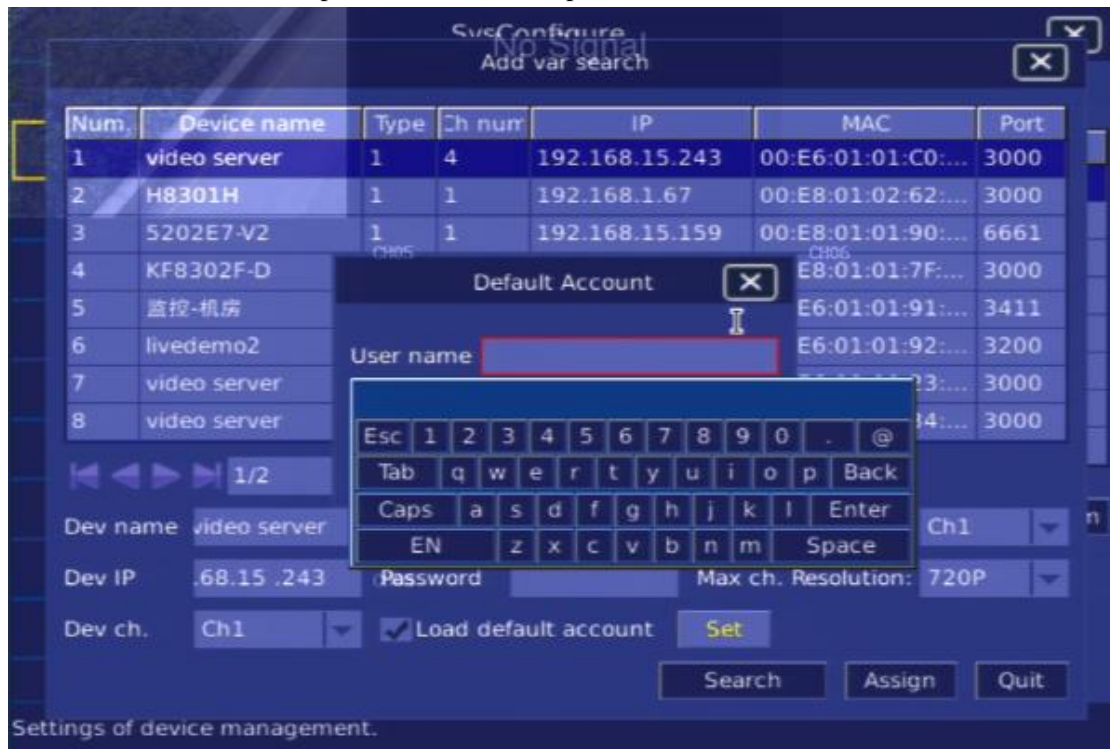 SysConfigure
No Signal
Add var search
Num. Device name Type Ch num IP MAC Port
1 video server 1 4 192.168.15.243 00:E6:01:01:C0:... 3000
2 H8301H 1 1 192.168.1.67 00:E8:01:02:62:... 3000
3 5202E7-V2 1 1 192.168.15.159 00:E8:01:01:90:... 6661
CH05 CH06
4 KF8302F-D E8:01:01:7F:... 3000
Default Account
5 监控-机房 E6:01:01:91:... 3411
6 livedemo2 E6:01:01:92:... 3200
User name
7 video server 23:... 3000
8 video server 34:... 3000
Esc 1 2 3 4 5 6 7 8 9 0 . @
Tab q w e r t y u i o p Back
Caps a s d f g h j k l Enter
EN z x c v b n m Space
1/2
Dev name video server Ch1
Dev IP .68.15 .243 Password Max ch. Resolution: 720P
Dev ch. Ch1 Load default account Set
Search Assign Quit
Settings of device management.